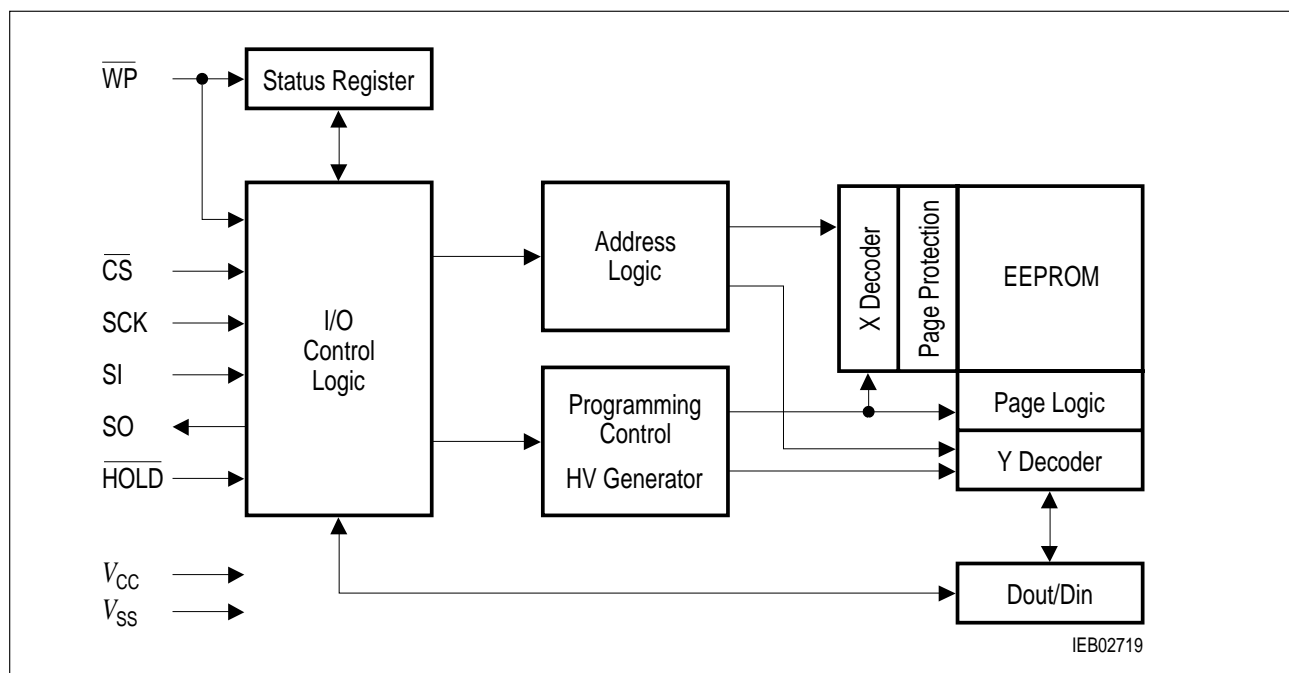 WP
Status Register
CS
SCK
SI
SO
HOLD
VCC
VSS
I/O
Control
Logic
Address
Logic
Programming
Control
HV Generator
X Decoder
Page Protection
EEPROM
Page Logic
Y Decoder
Dout/Din
IEB02719